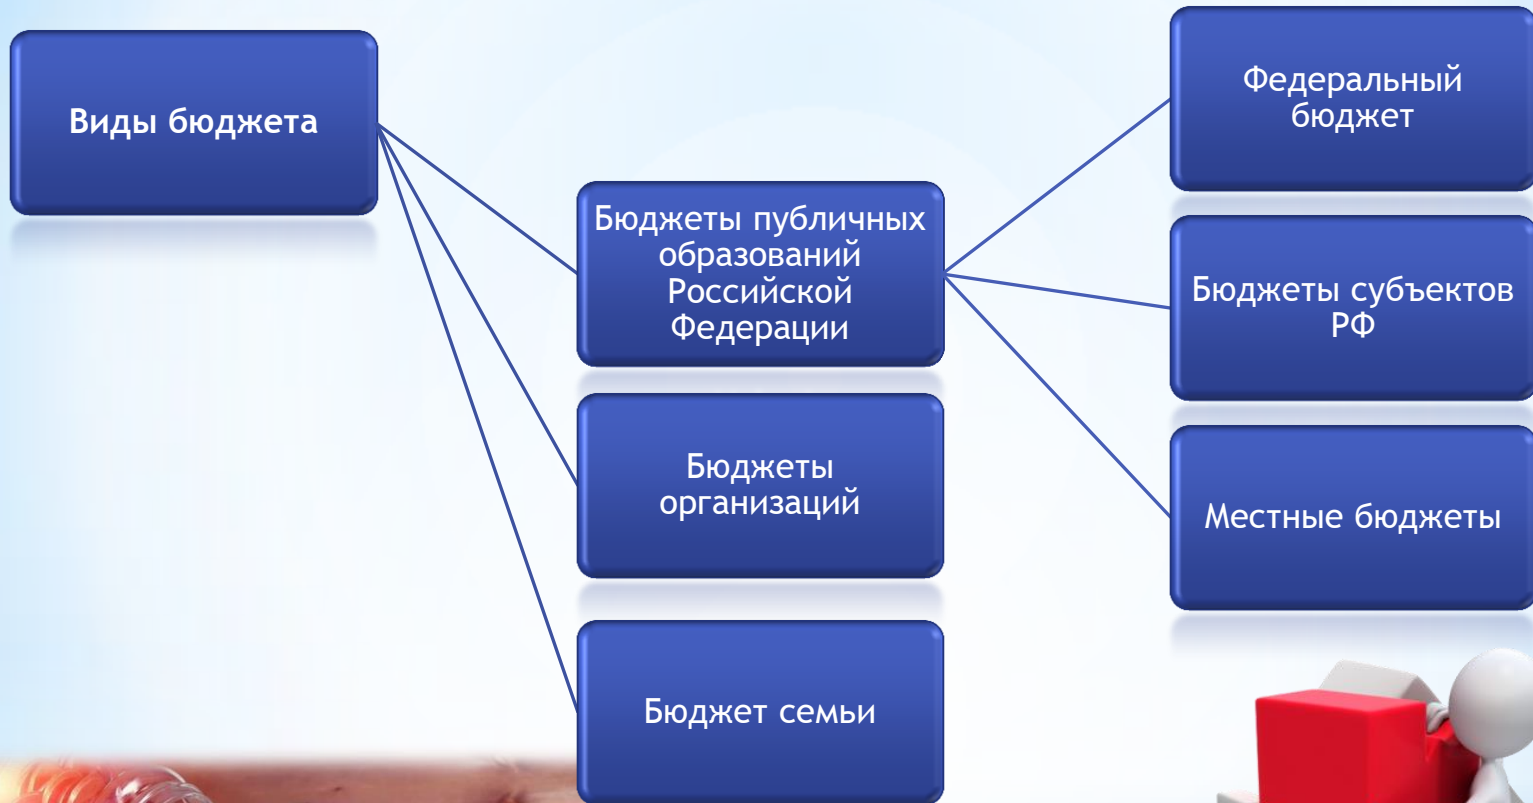 Виды бюджета
Бюджеты публичных
образований
Российской
Федерации
Бюджеты
организаций
Бюджет семьи
Федеральный
бюджет
Бюджеты субъектов
РФ
Местные бюджеты